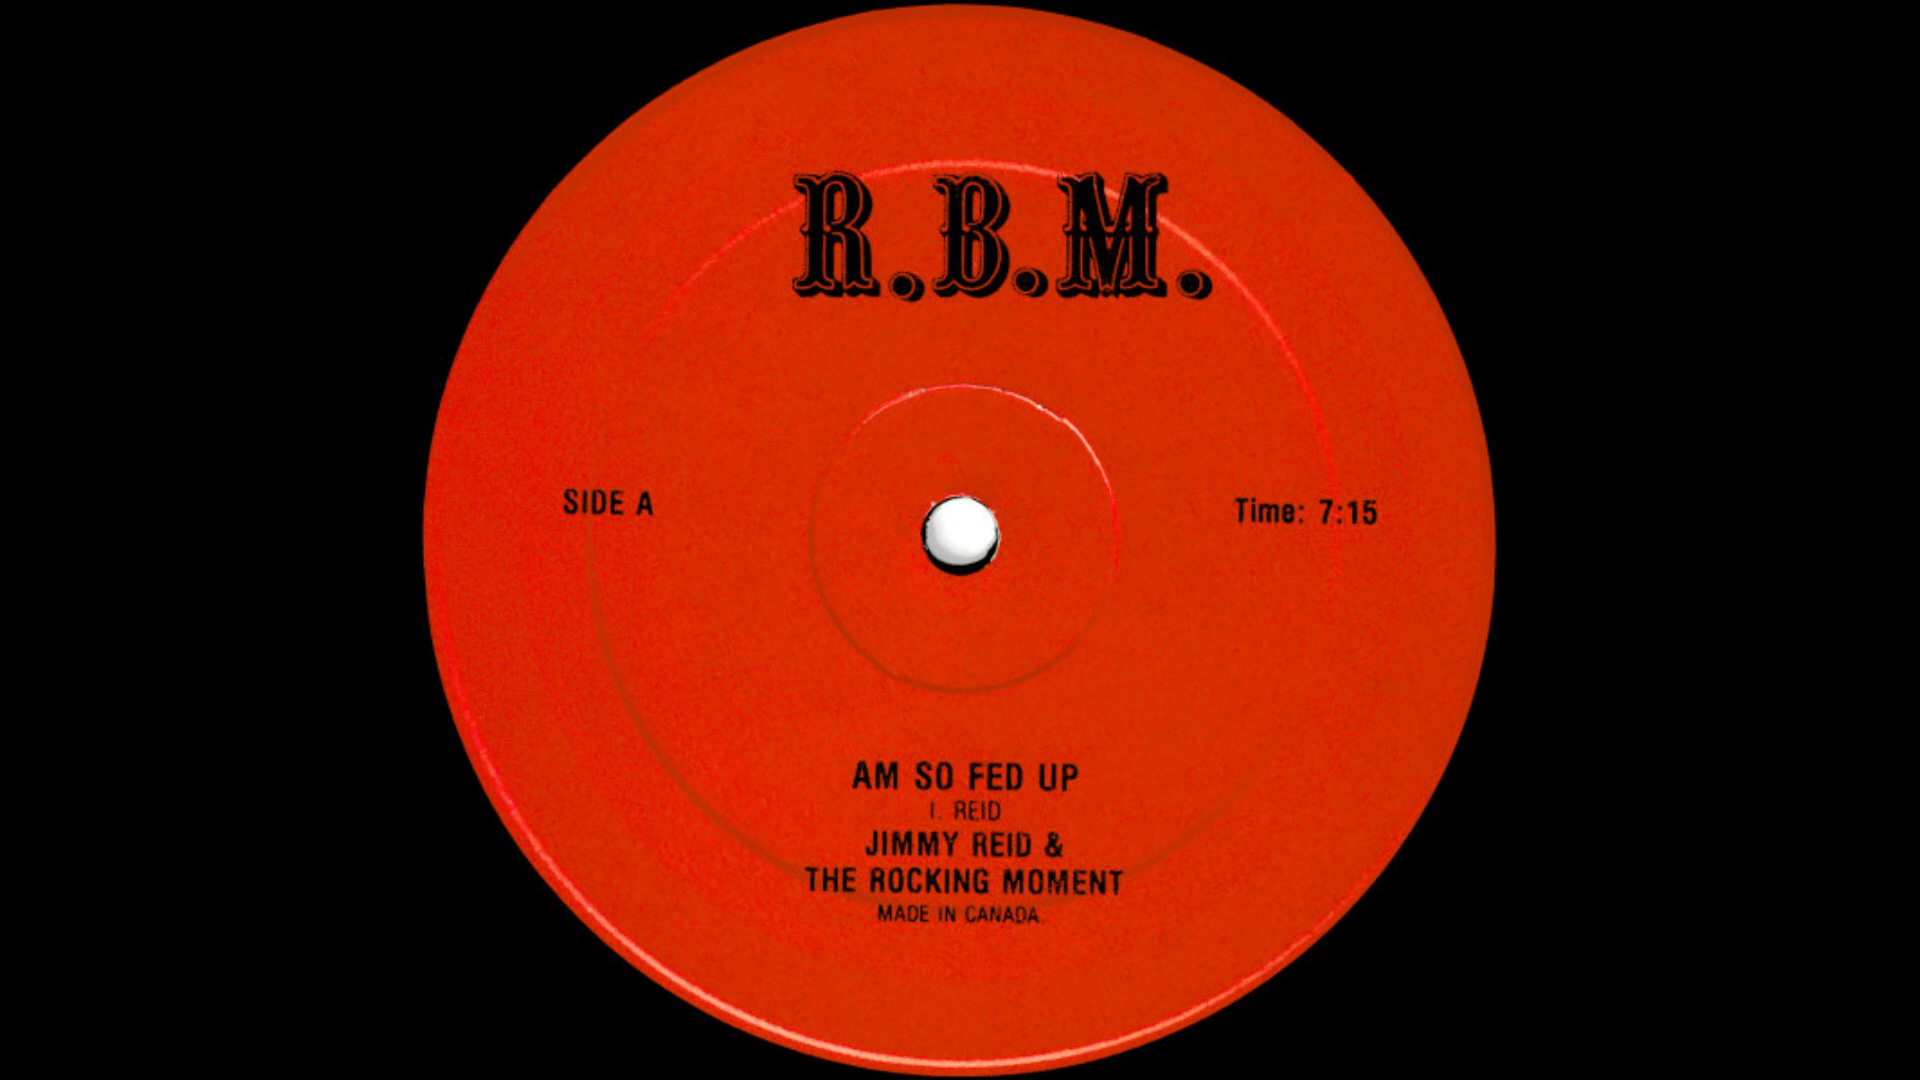 R.B.M.
SIDE A
Time: 7:15
AM SO FED UP
I. REID
JIMMY REID &
THE ROCKING MOMENT
MADE IN CANADA